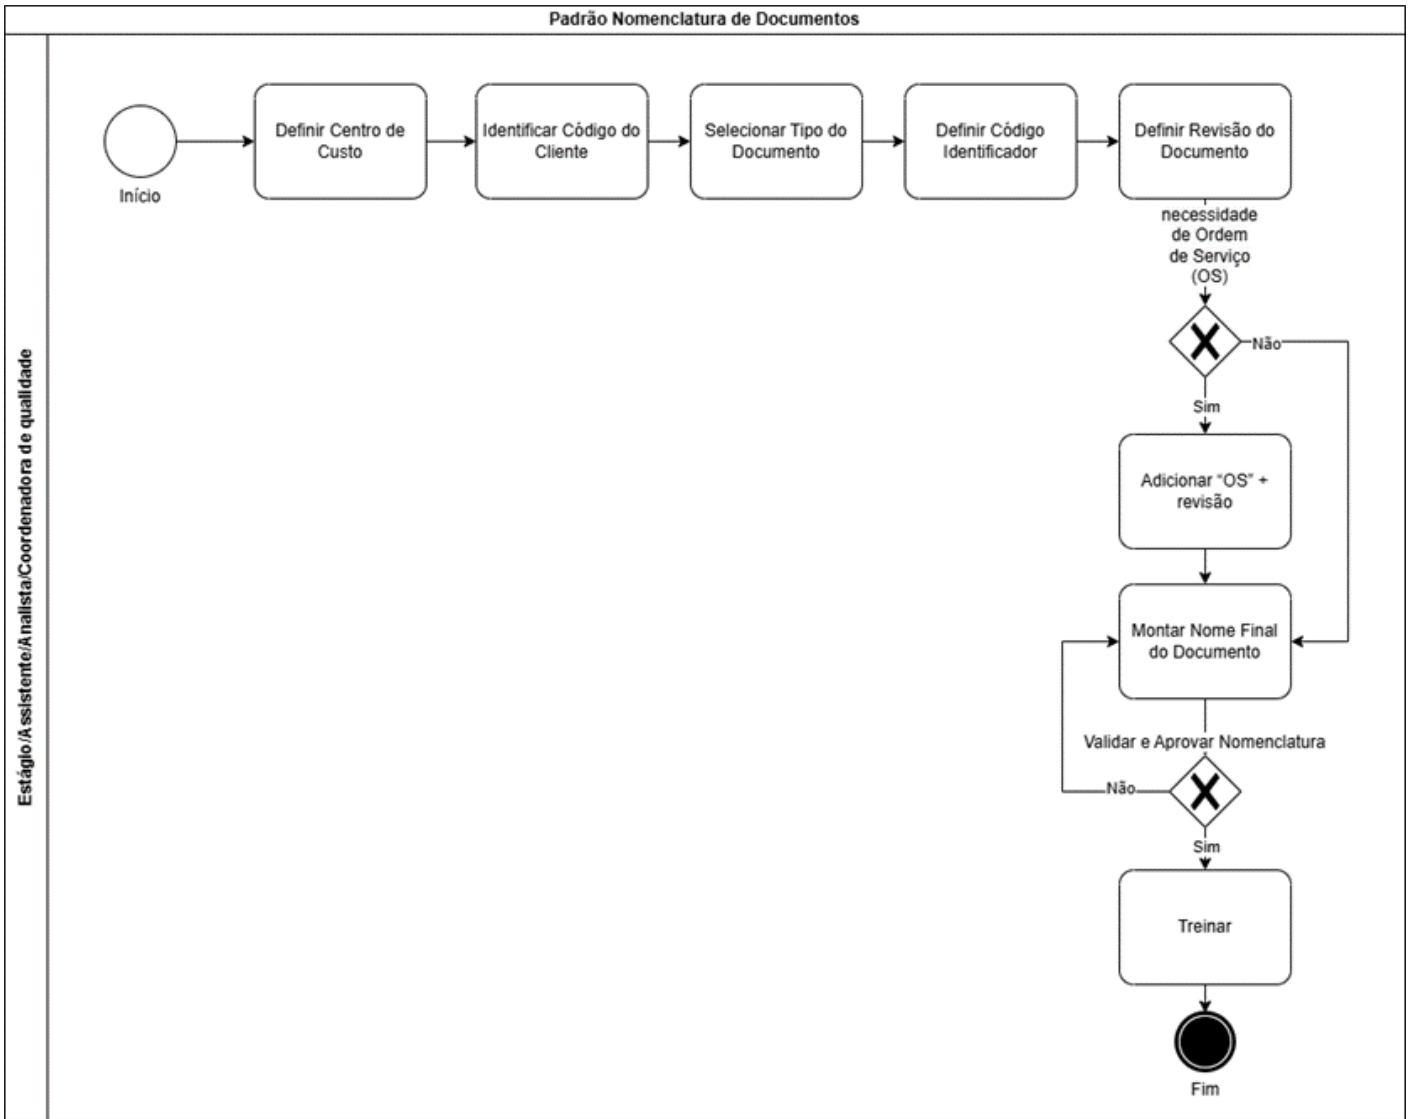 Padrão Nomenclatura de Documentos
Estágio/Assistente/Analista/Coordenadora de qualidade
Início
Definir Centro de
Custo
Identificar Código do
Cliente
Selecionar Tipo do
Documento
Definir Código
Identificador
Definir Revisão do
Documento
necessidade
de Ordem
de Serviço
(OS)
Não
Sim
Adicionar “OS” +
revisão
Montar Nome Final
do Documento
Validar e Aprovar Nomenclatura
Não
Sim
Treinar
Fim